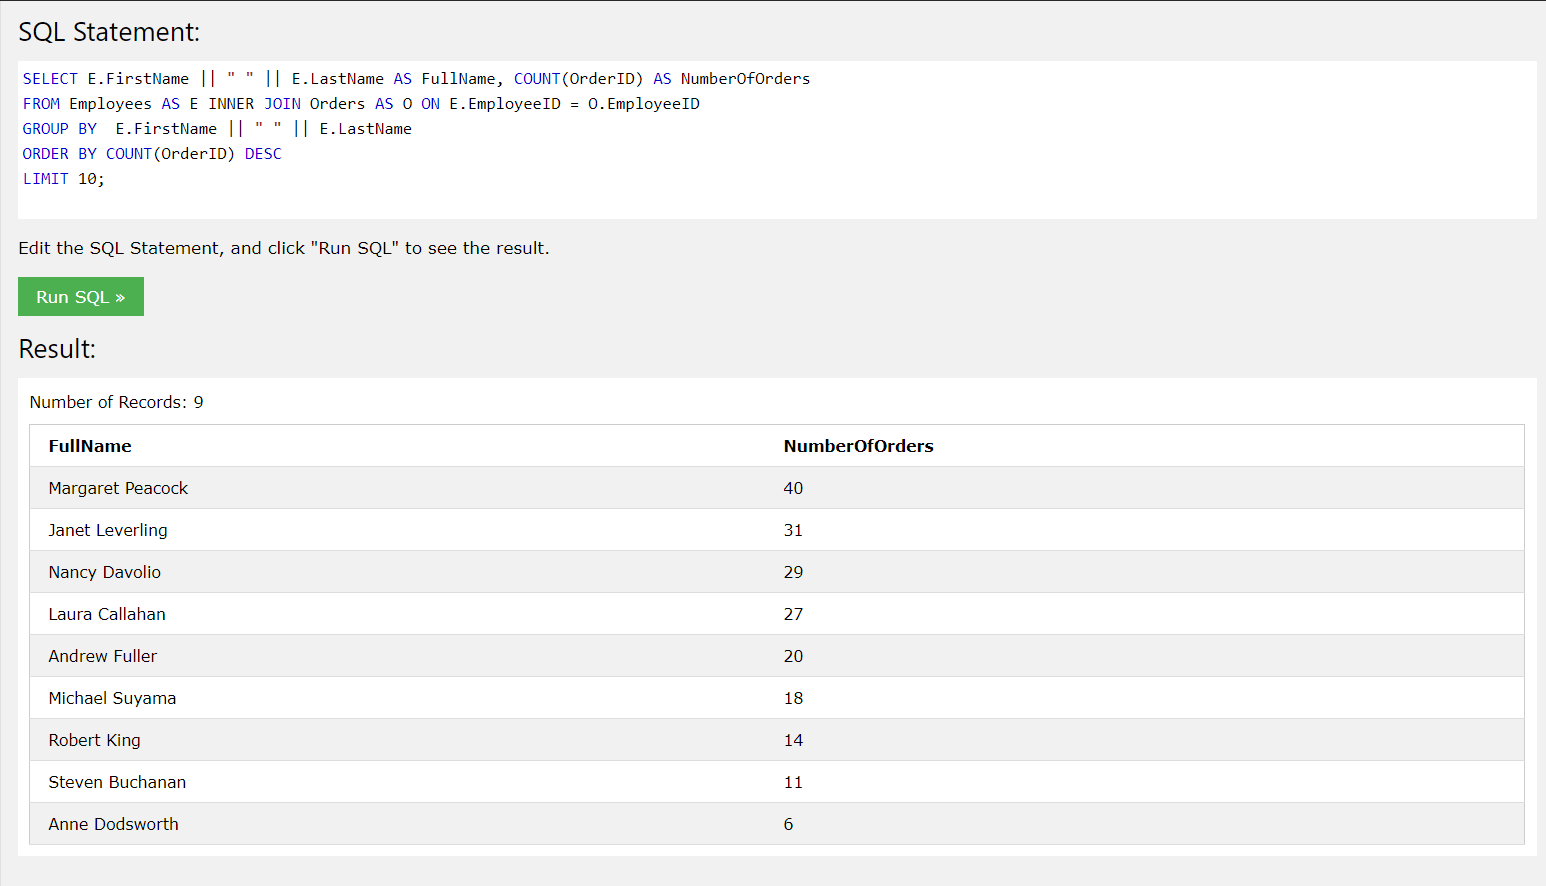 SQL Statement:
SELECT E.FirstName || " " || E.LastName AS FullName, COUNT(OrderID) AS NumberOfOrders
FROM Employees AS E INNER JOIN Orders AS O ON E.EmployeeID = O.EmployeeID
GROUP BY  E.FirstName || " " || E.LastName
ORDER BY COUNT(OrderID) DESC
LIMIT 10;
Edit the SQL Statement, and click "Run SQL" to see the result.
Run SQL »
Result:
Number of Records: 9
FullName NumberOfOrders
Margaret Peacock 40
Janet Leverling 31
Nancy Davolio 29
Laura Callahan 27
Andrew Fuller 20
Michael Suyama 18
Robert King 14
Steven Buchanan 11
Anne Dodsworth 6